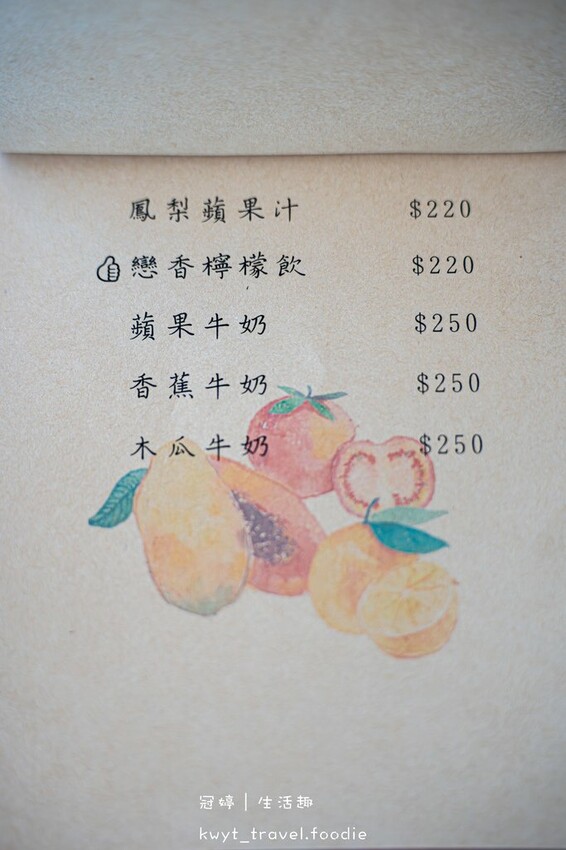 鳳梨蘋果汁 $220
戀香檸檬飲 $220
蘋果牛奶 $250
香蕉牛奶 $250
木瓜牛奶 $250
冠婷｜生活趣
kwyt_travel.foodie